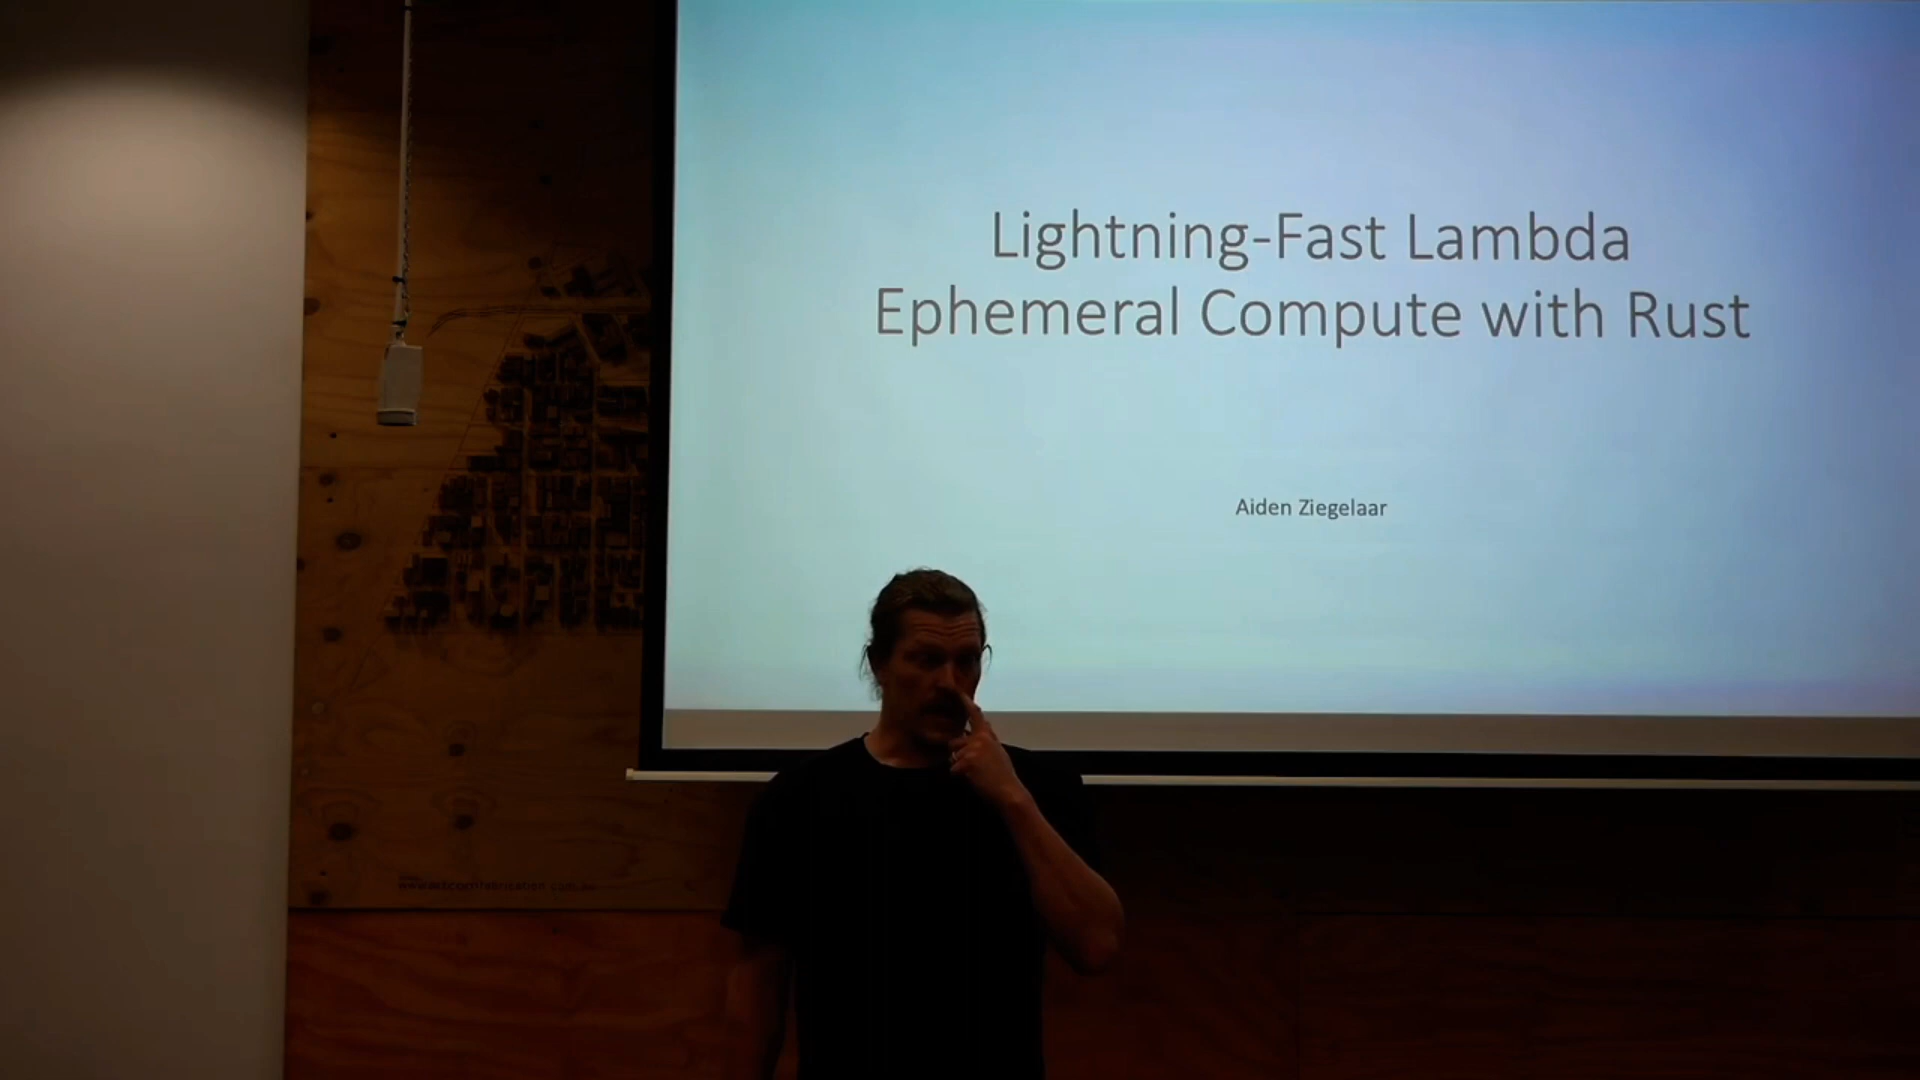 Lightning-Fast Lambda
Ephemeral Compute with Rust
Aiden Ziegelaar